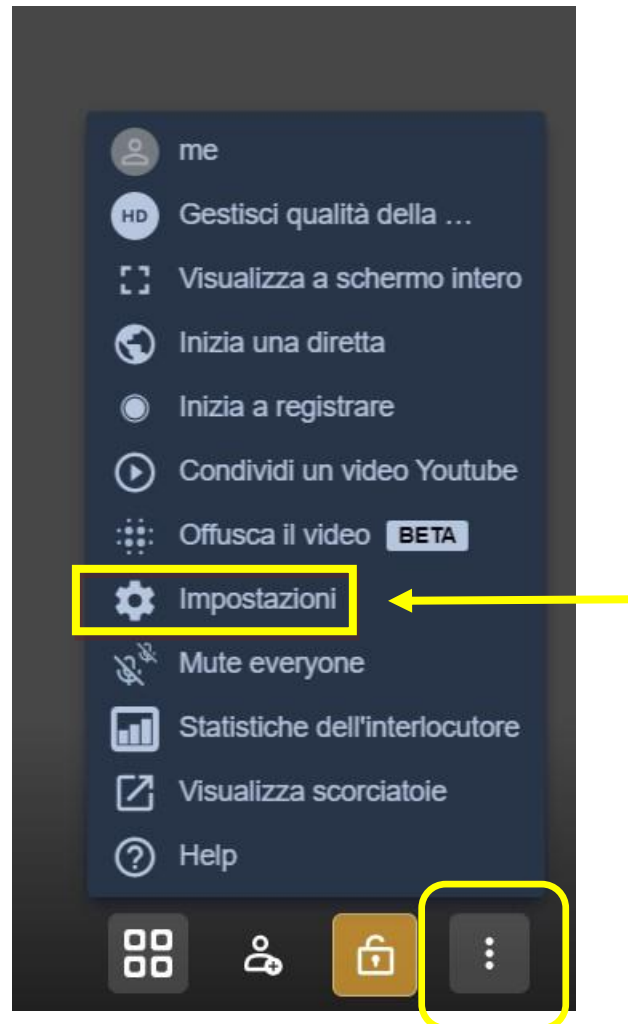 me
HD Gestisci qualità della …
Visualizza a schermo intero
Inizia una diretta
Inizia a registrare
Condividi un video Youtube
Offusca il video BETA
Impostazioni
Mute everyone
Statistiche dell'interlocutore
Visualizza scorciatoie
Help